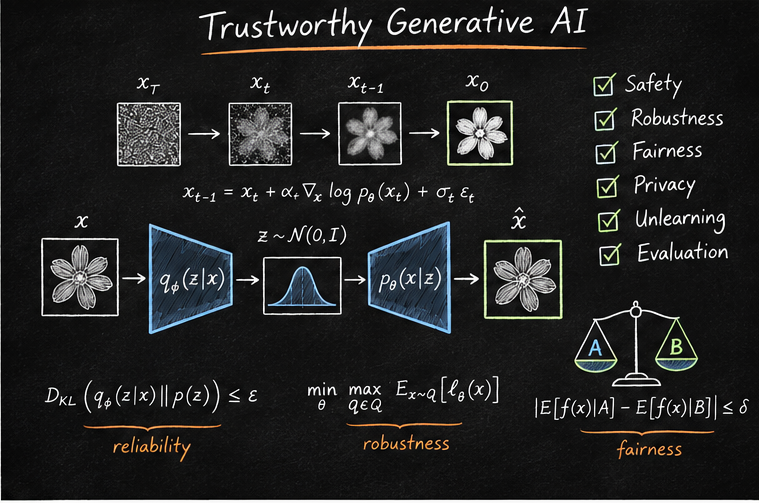 Trustworthy Generative AI
x_T x_t x_{t-1} x_0
x_{t-1} = x_t + α_t ∇_x log p_θ(x_t) + σ_t ε_t
x z ~ N(0, I) x̂
q_ϕ(z|x) p_θ(x|z)
Safety
Robustness
Fairness
Privacy
Unlearning
Evaluation
A B
D_KL (q_ϕ(z|x) || p(z)) ≤ ε
reliability
min_θ max_{Q∈Q} E_{x~Q}[ℓ_θ(x)]
robustness
|E[f(x)|A] − E[f(x)|B]| ≤ δ
fairness